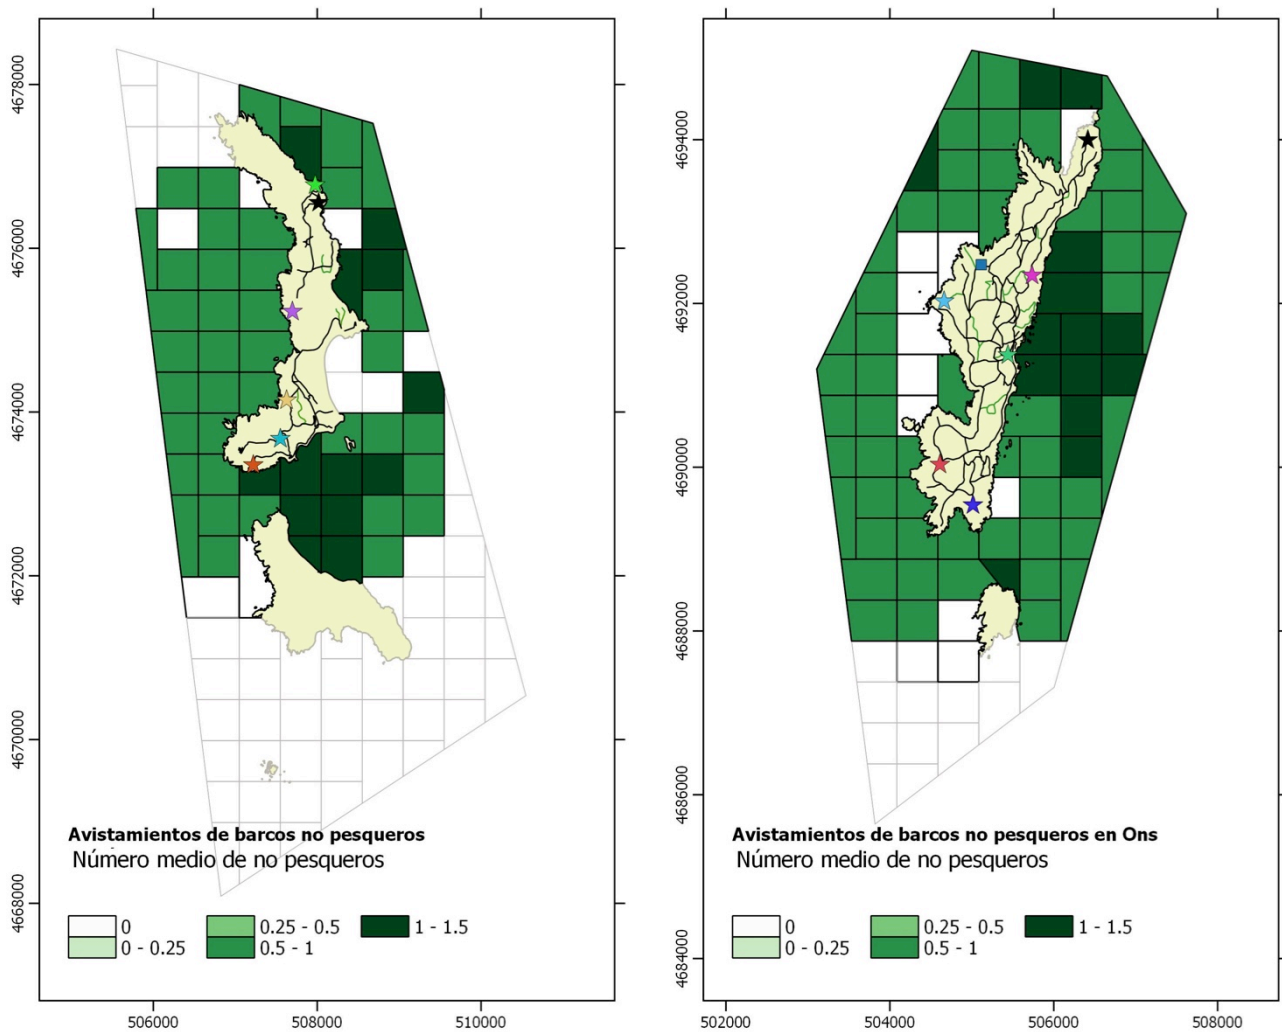 4678000
4676000
4674000
4672000
4670000
4668000
Avistamientos de barcos no pesqueros
Número medio de no pesqueros
0
0 - 0.25
0.25 - 0.5
0.5 - 1
1 - 1.5
506000
508000
510000
4694000
4692000
4690000
4688000
4686000
4684000
Avistamientos de barcos no pesqueros en Ons
Número medio de no pesqueros
0
0 - 0.25
0.25 - 0.5
0.5 - 1
1 - 1.5
502000
504000
506000
508000